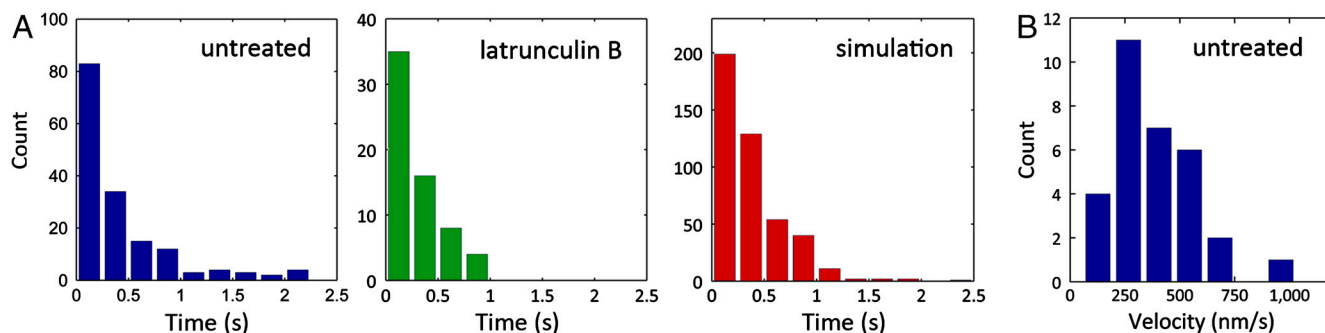 A
untreated
Count
100
80
60
40
20
0
0 0.5 1 1.5 2 2.5
Time (s)
latrunculin B
40
30
20
10
0
0 0.5 1 1.5 2 2.5
Time (s)
simulation
200
150
100
50
0
0 0.5 1 1.5 2 2.5
Time (s)
B
untreated
Count
12
10
8
6
4
2
0
0 250 500 750 1,000
Velocity (nm/s)